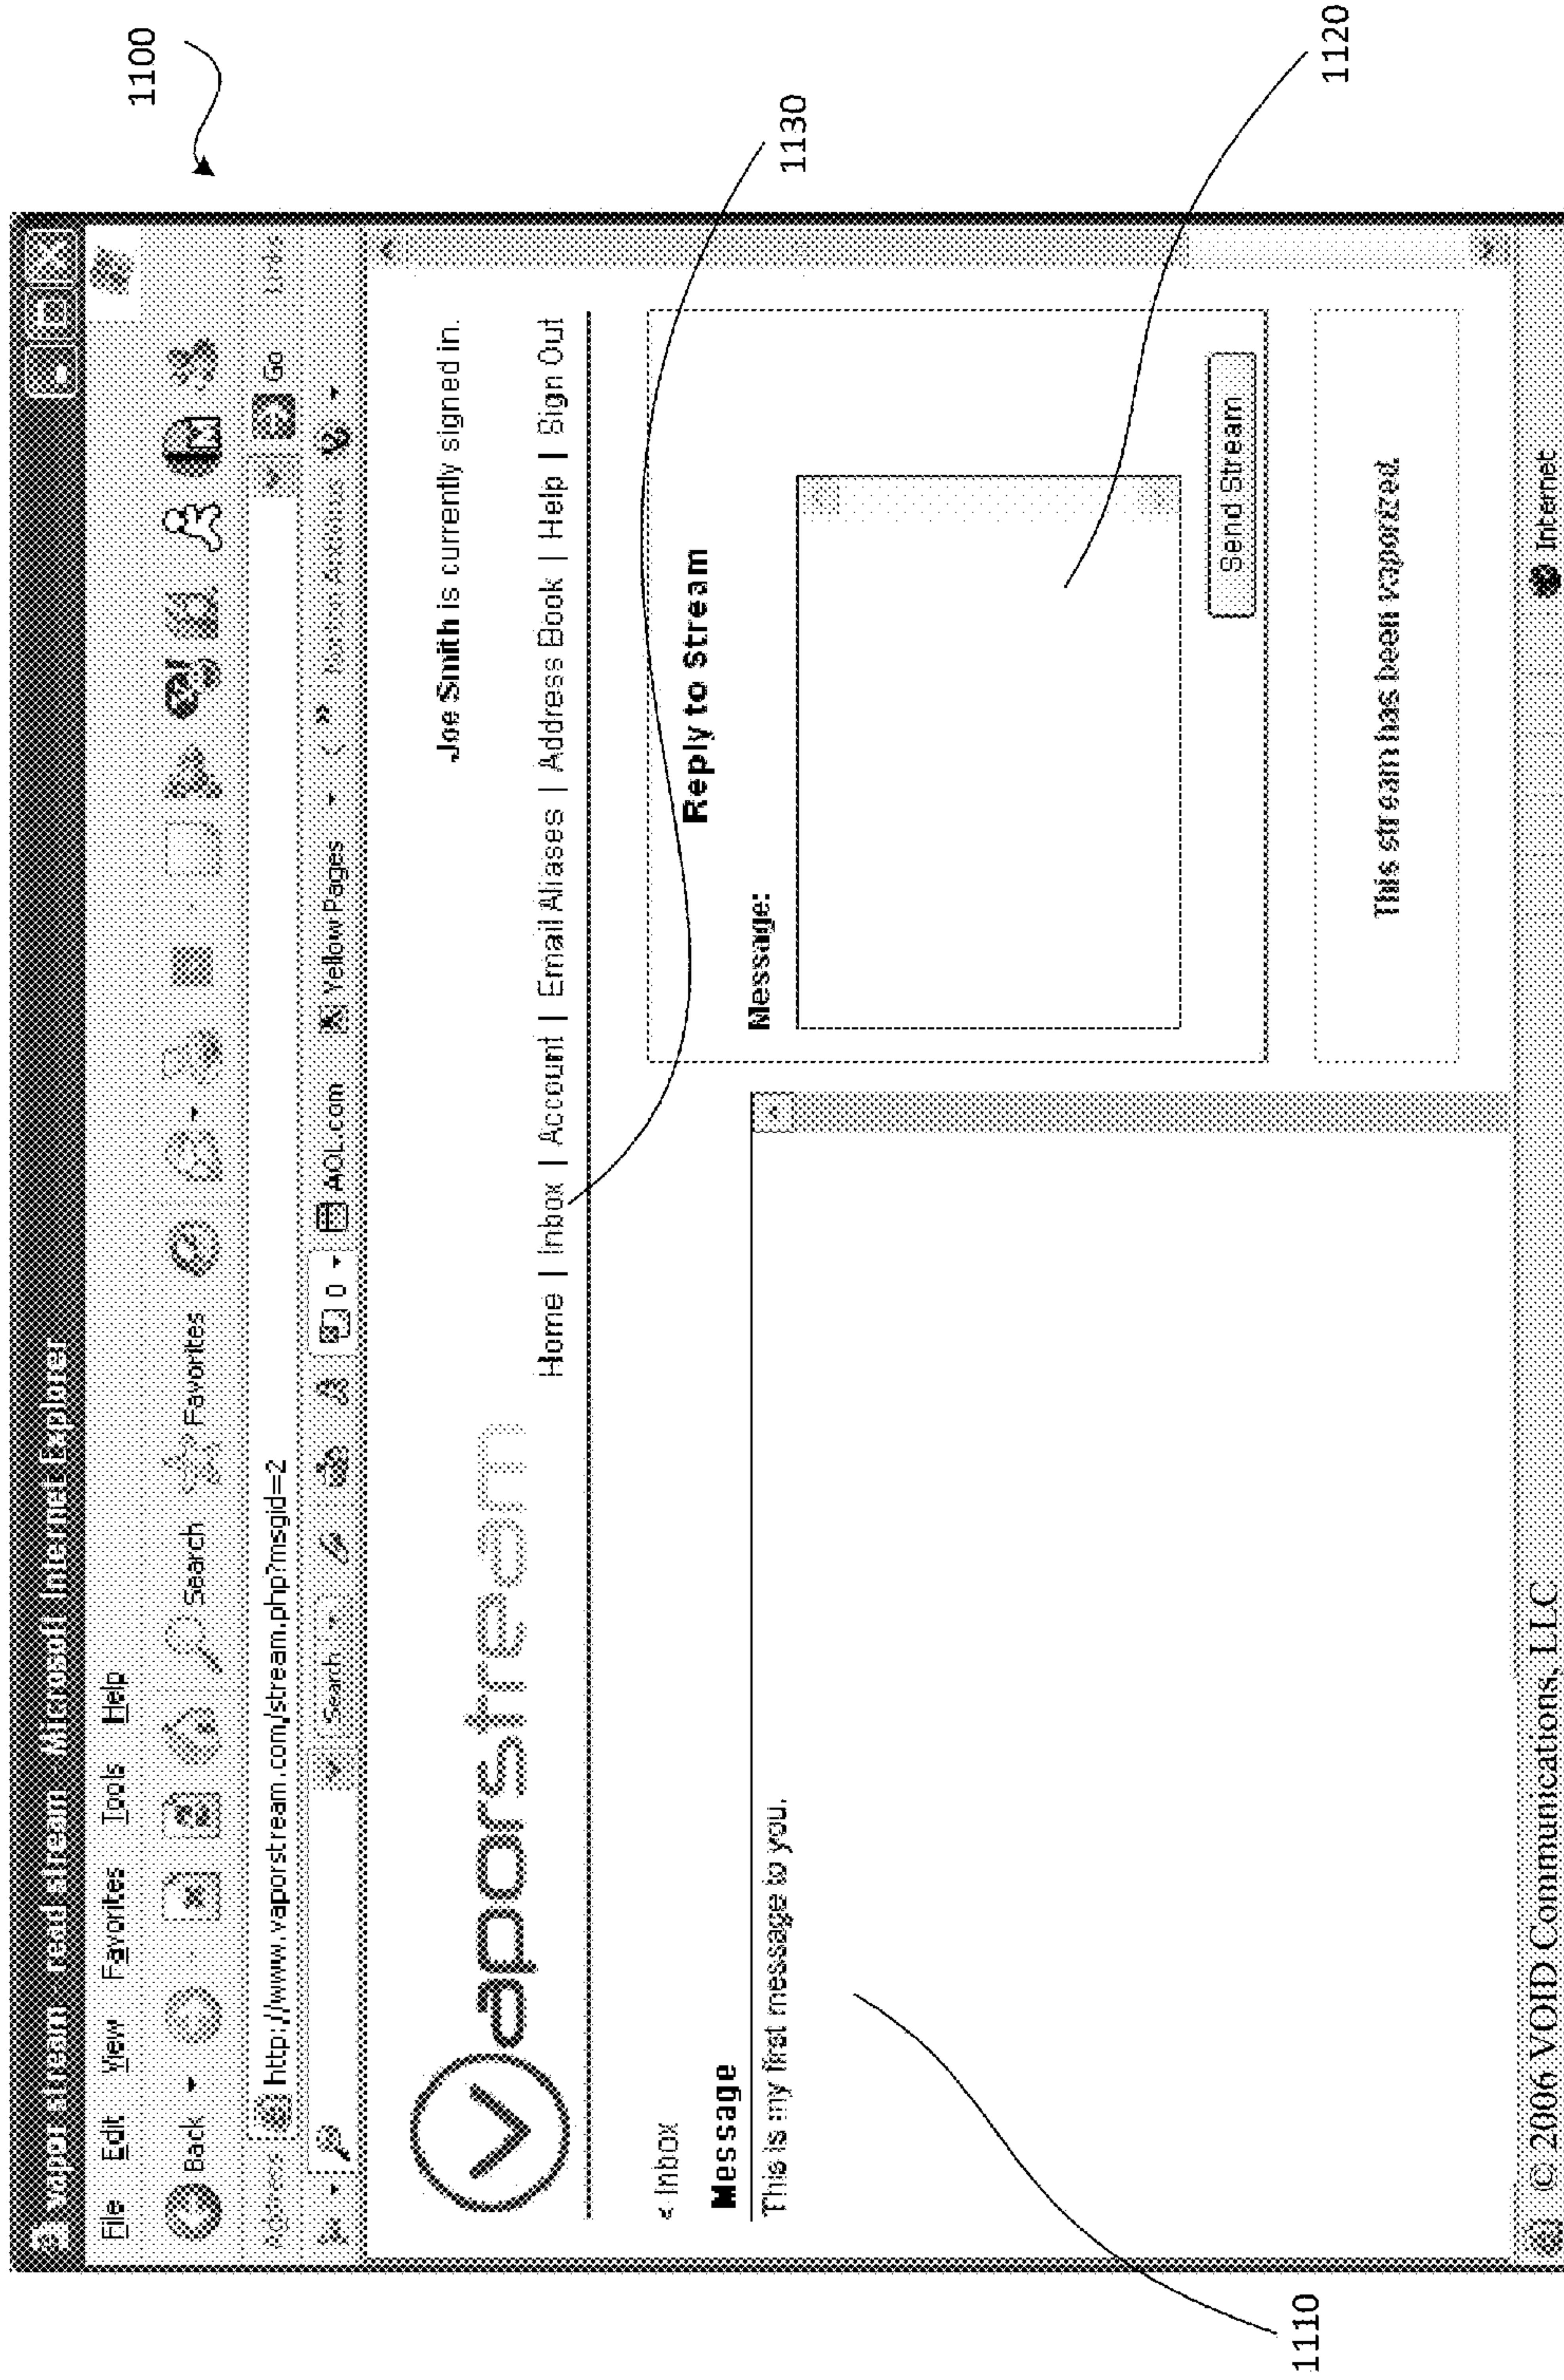 1100
vapor stream - read stream - Microsoft Internet Explorer
File Edit View Favorites Tools Help
Back Search Favorites
Address http://www.vaporstream.com/stream.php?msgid=2 Go Links
Search 0 AOL.com Yellow Pages
vaporstream
Joe Smith is currently signed in.
Home | Inbox | Account | Email Aliases | Address Book | Help | Sign Out
1130
< Inbox
Message
This is my first message to you.
1110
Reply to Stream
Message:
1120
Send Stream
This stream has been vaporized.
© 2006 VOID Communications, LLC
Internet